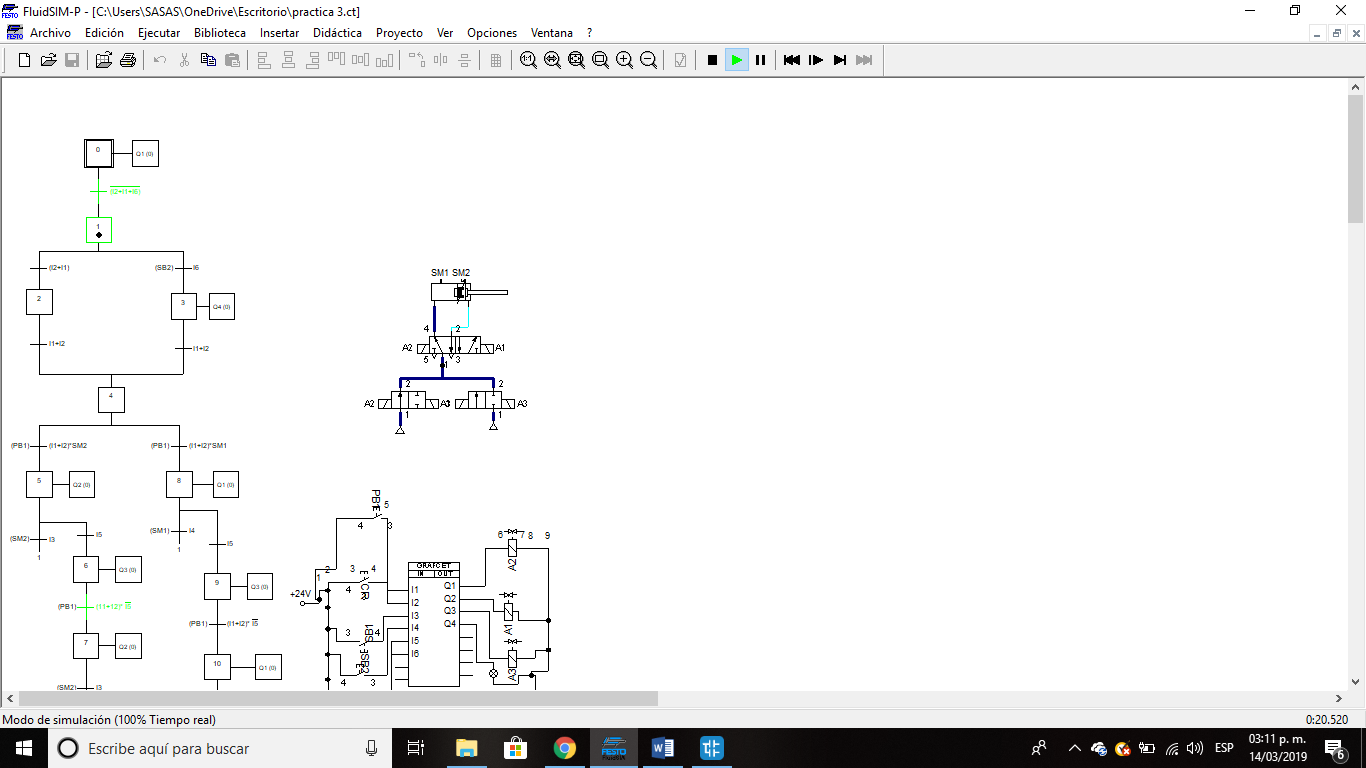 FluidSIM-P - [C:\Users\SASAS\OneDrive\Escritorio\practica 3.ct]
Archivo Edición Ejecutar Biblioteca Insertar Didáctica Proyecto Ver Opciones Ventana ?
0 Q1 (0)
1
(I2+I1) (SB2) I6
2 3 Q4 (0)
I1+I2 I1+I2
4
(PB1) (I1+I2)*SM2 (PB1) (I1+I2)*SM1
5 Q2 (0) 8 Q1 (0)
(SM2) I3 I5 (SM1) I4 I5
1 1
6 Q3 (0) 9 Q3 (0)
(PB1) (I1+I2)* I5
(PB1) (I1+I2)* I5
7 Q2 (0) 10 Q1 (0)
(SM2) I3
SM1 SM2
4 2
A2 A1
5 3
1
2 2
A2 A3 A3
1 1
PB1 5
4 3
6 7 8 9
A2
GRAFCET
IN OUT
1 2 3 4
+24V 4
I1 Q1
I2 Q2
I3 Q3
I4 Q4
I5
I6
A1
A3
3 SB1 4
SB2
4 3
Modo de simulación (100% Tiempo real) 0:20.520
Escribe aquí para buscar
FESTO
ESP
03:11 p. m.
14/03/2019
6